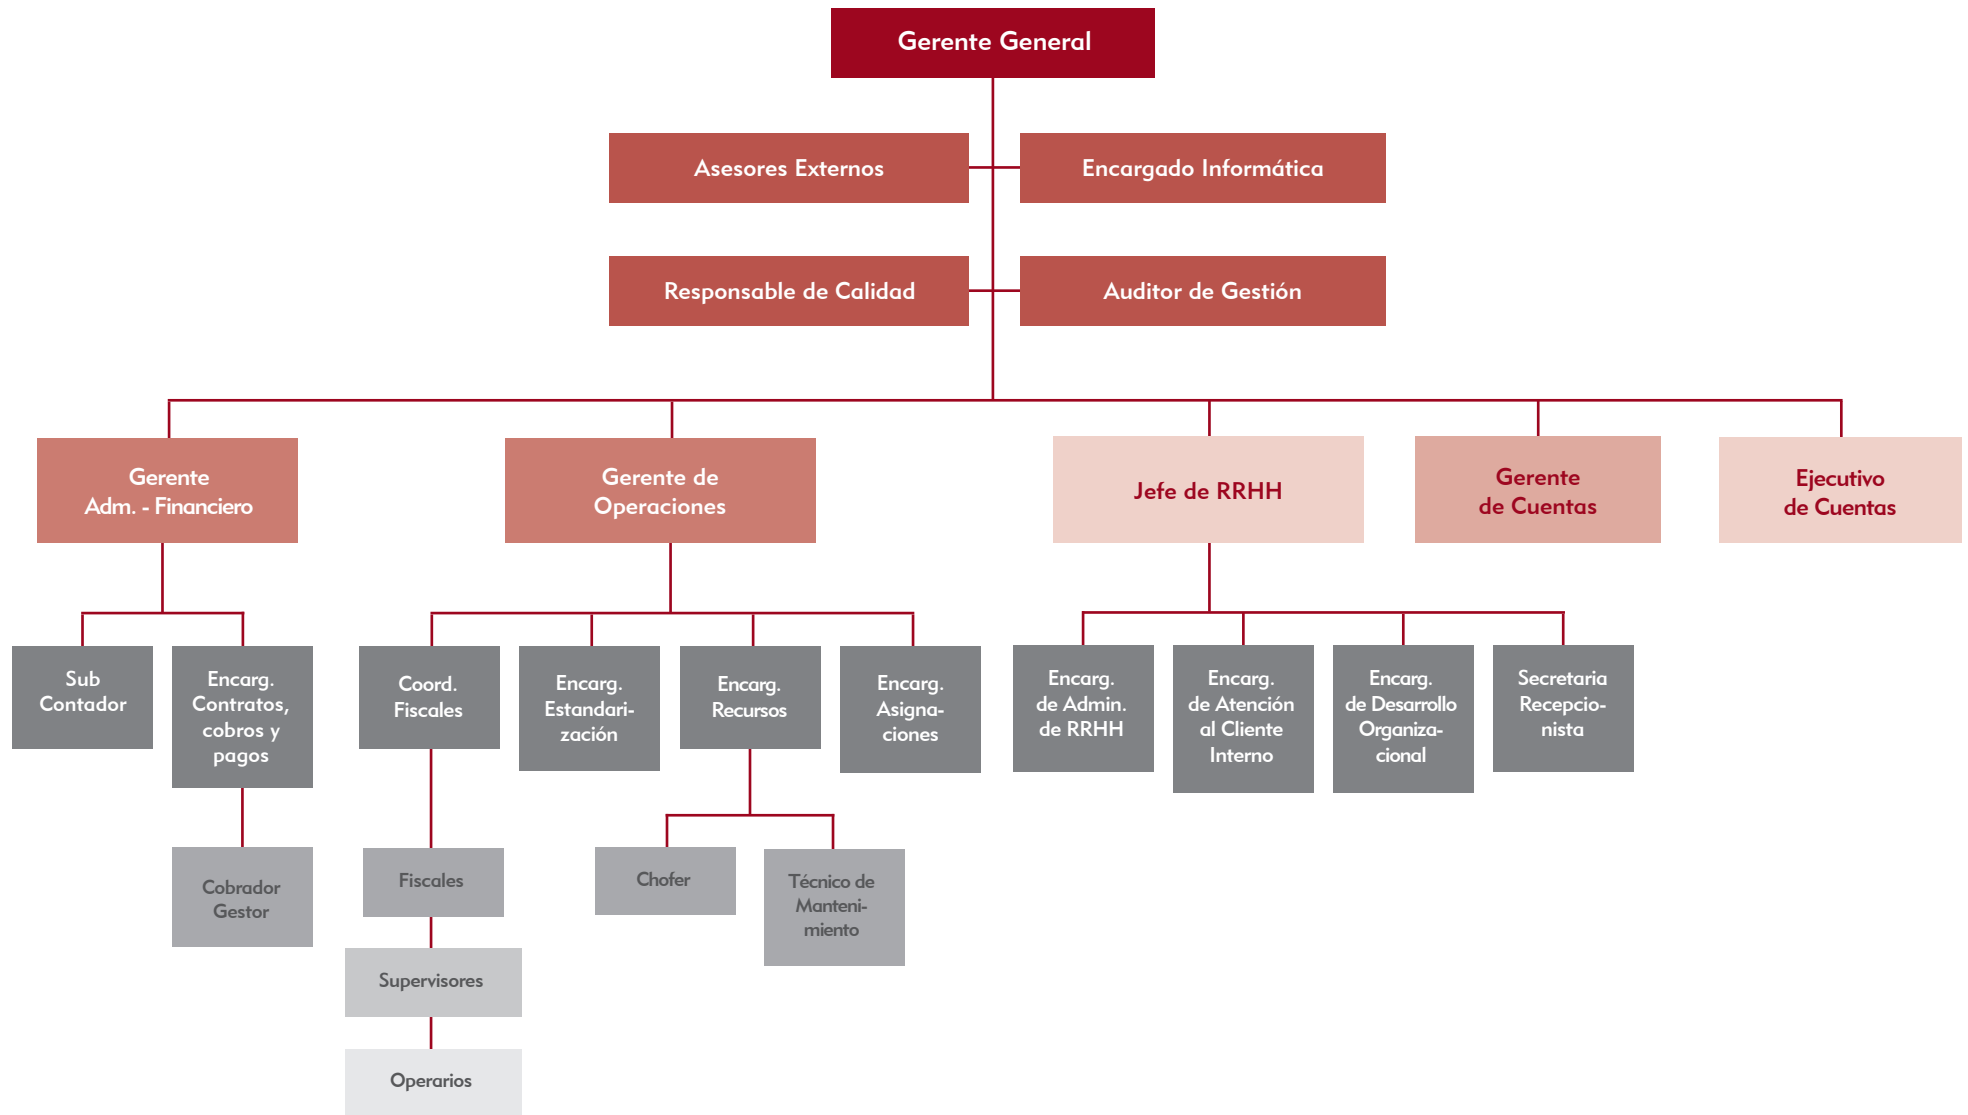 Gerente General
Asesores Externos
Encargado Informática
Responsable de Calidad
Auditor de Gestión
Gerente
Adm. - Financiero
Gerente de
Operaciones
Jefe de RRHH
Gerente
de Cuentas
Ejecutivo
de Cuentas
Sub
Contador
Encarg.
Contratos,
cobros y
pagos
Coord.
Fiscales
Encarg.
Estandari-
zación
Encarg.
Recursos
Encarg.
Asigna-
ciones
Encarg.
de Admin.
de RRHH
Encarg.
de Atención
al Cliente
Interno
Encarg.
de Desarrollo
Organiza-
cional
Secretaria
Recepcio-
nista
Cobrador
Gestor
Fiscales
Chofer
Técnico de
Manteni-
miento
Supervisores
Operarios